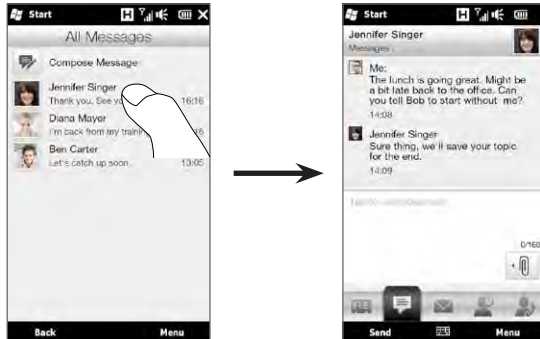 Start
H
All Messages
Compose Message
Jennifer Singer
Thank you. See yo
16:16
Diana Mayor
I'm back from my traini
Ben Carter
Let's catch up soon.
13:05
Back
Menu
Start
H
Jennifer Singer
Messages
Me:
The lunch is going great. Might be
a bit late back to the office. Can
you tell Bob to start without me?
14:08
Jennifer Singer
Sure thing, we'll save your topic
for the end.
14:09
0/160
Send
Menu